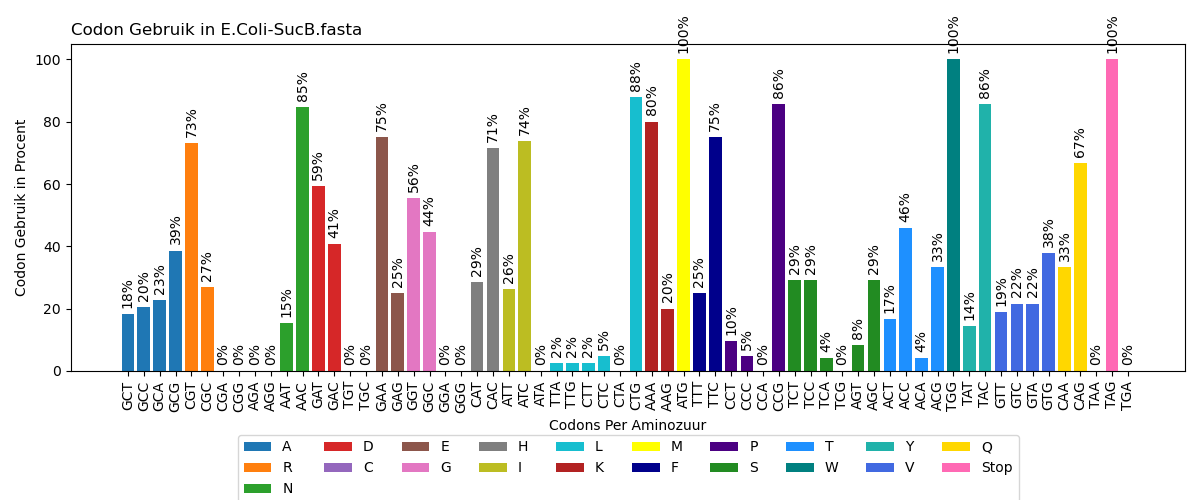 Codon Gebruik in E.Coli-SucB.fasta
Codon Gebruik in Procent
100
80
60
40
20
0
18% 20% 23% 39% 73% 27% 0% 0% 0% 0% 15% 85% 59% 41% 0% 0% 75% 25% 56% 44% 0% 0% 29% 71% 26% 74% 0% 2% 2% 2% 5% 0% 88% 80% 20% 100% 25% 75% 10% 5% 0% 86% 29% 29% 4% 0% 8% 29% 17% 46% 4% 33% 100% 14% 86% 19% 22% 22% 38% 33% 67% 0% 100% 0%
GCT GCC GCA GCG CGT CGC CGA CGG AGA AGG AAT AAC GAT GAC TGT TGC GAA GAG GGT GGC GGA GGG CAT CAC ATT ATC ATA TTA TTG CTT CTC CTA CTG AAA AAG ATG TTT TTC CCT CCC CCA CCG TCT TCC TCA TCG AGT AGC ACT ACC ACA ACG TGG TAT TAC GTT GTC GTA GTG CAA CAG TAA TAG TGA
Codons Per Aminozuur
A D E H L M P T Y Q
R C G I K F S W V Stop
N